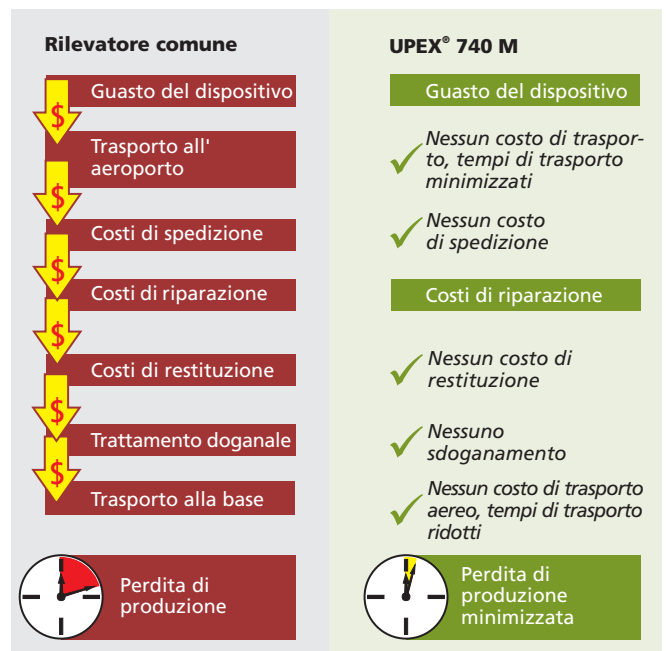 Rilevatore comune
Guasto del dispositivo
$
Trasporto all'
aeroporto
$
Costi di spedizione
$
Costi di riparazione
$
Costi di restituzione
$
Trattamento doganale
$
Trasporto alla base
Perdita di
produzione
UPEX® 740 M
Guasto del dispositivo
Nessun costo di traspor-
to, tempi di trasporto
minimizzati
Nessun costo
di spedizione
Costi di riparazione
Nessun costo di
restituzione
Nessuno
sdoganamento
Nessun costo di trasporto
aereo, tempi di trasporto
ridotti
Perdita di
produzione
minimizzata